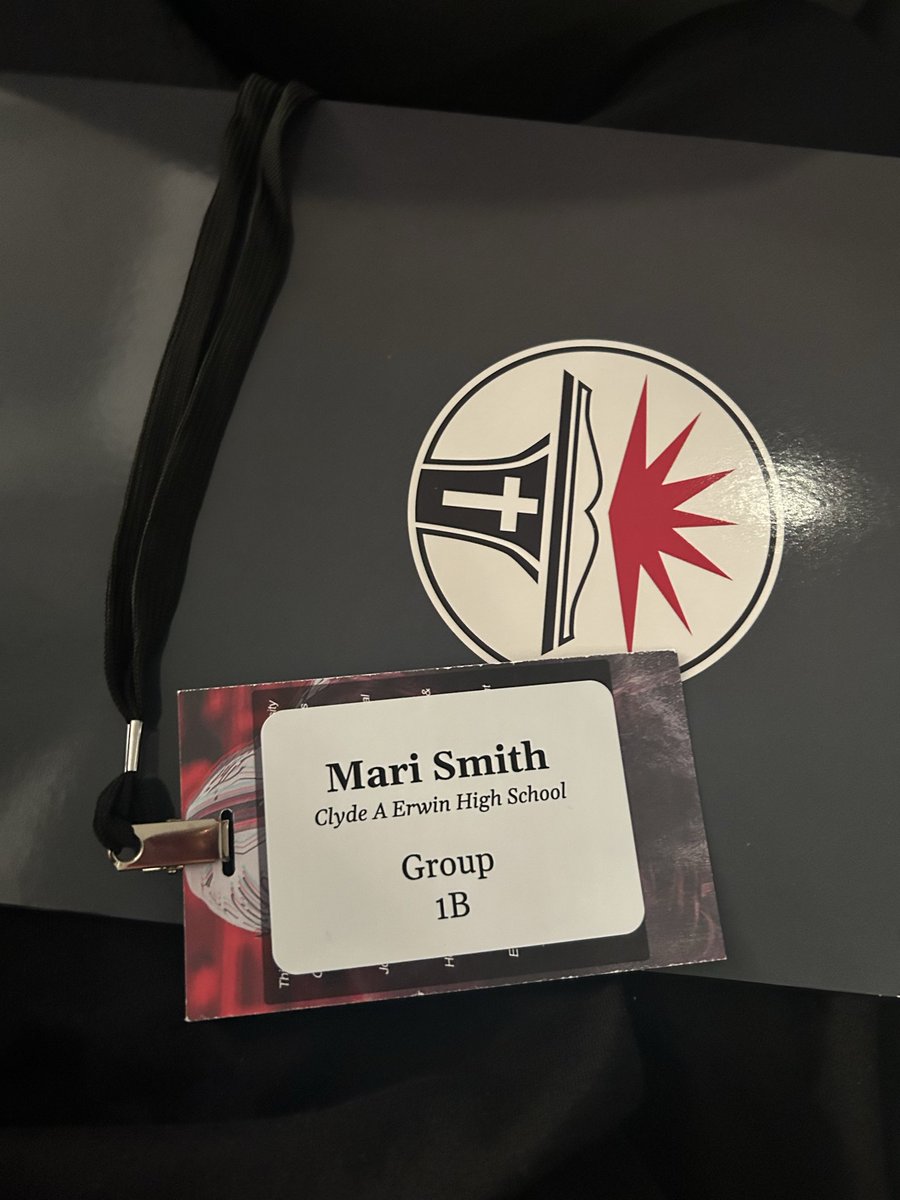 Mari Smith
Clyde A Erwin High School
Group
1B